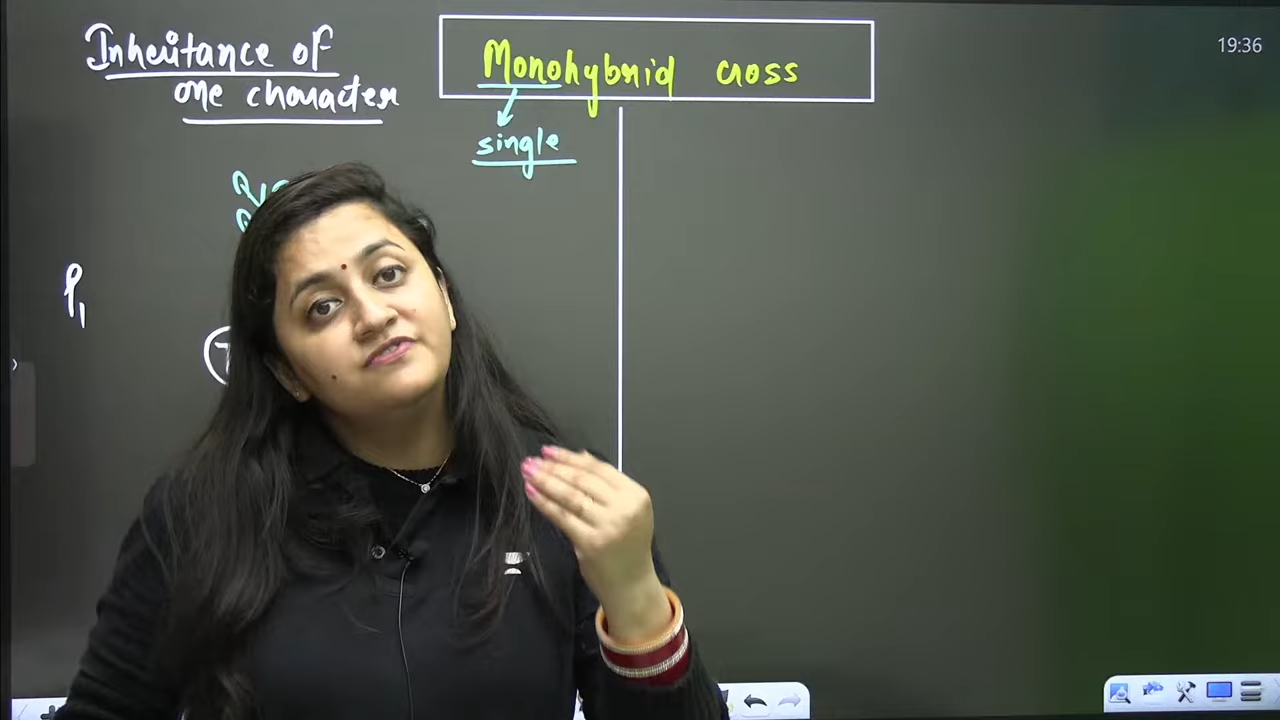 Inheritance of
one character
Monohybrid cross
single
P1
19:36